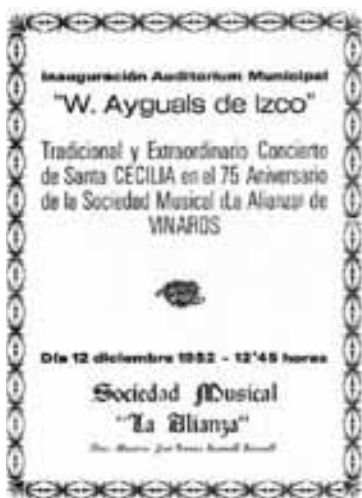 Inauguración Auditorium Municipal
"W. Ayguals de Izco"
Tradicional y Extraordinario Concierto
de Santa CECILIA en el 75 Aniversario
de la Sociedad Musical «La Alianza» de
VINAROS
Día 12 diciembre 1982 - 12'45 horas
Sociedad Musical
"La Alianza"